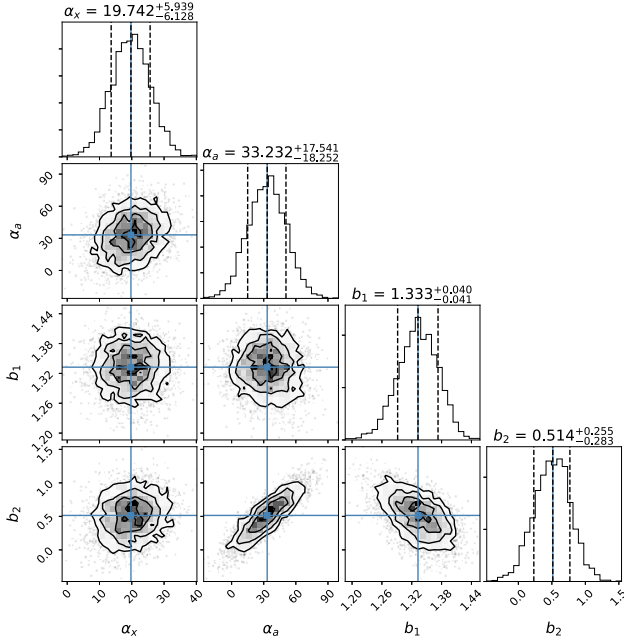 α_x = 19.742^{+5.939}_{-6.128}
α_a = 33.232^{+17.541}_{-18.252}
90
60
30
0
α_a
b_1 = 1.333^{+0.040}_{-0.041}
1.44
1.38
1.32
1.26
1.20
b_1
b_2 = 0.514^{+0.255}_{-0.283}
1.5
1.0
0.5
0.0
b_2
0 10 20 30 40 0 30 60 90 1.20 1.26 1.32 1.38 1.44 0.0 0.5 1.0 1.5
α_x α_a b_1 b_2